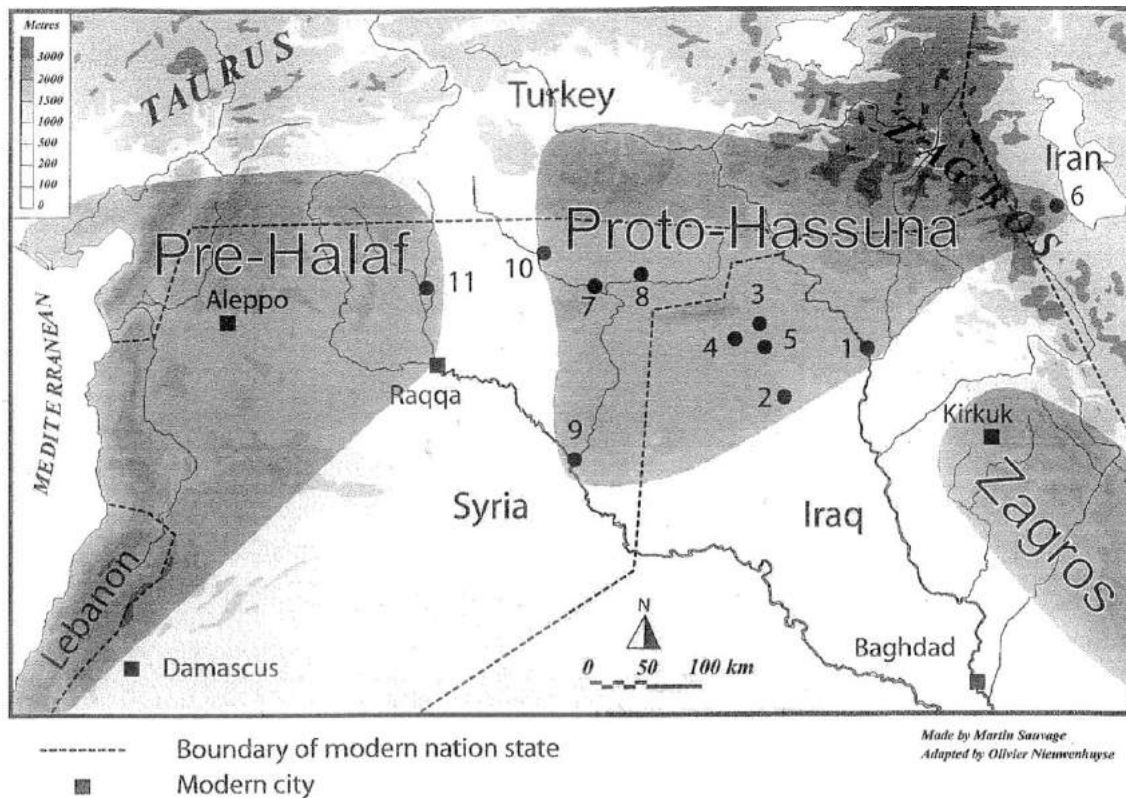 Metres
3000
2000
1500
1000
500
200
100
0
TAURUS
Turkey
ZAGROS
Iran
6
Pre-Halaf
Proto-Hassuna
10
11
7
8
3
Aleppo
4
5
1
MEDITERRANEAN
Raqqa
2
Kirkuk
9
Zagros
Syria
Iraq
Lebanon
N
Baghdad
0 50 100 km
Damascus
Made by Martin Sauvage
Adapted by Olivier Nieuwenhuyse
Boundary of modern nation state
Modern city